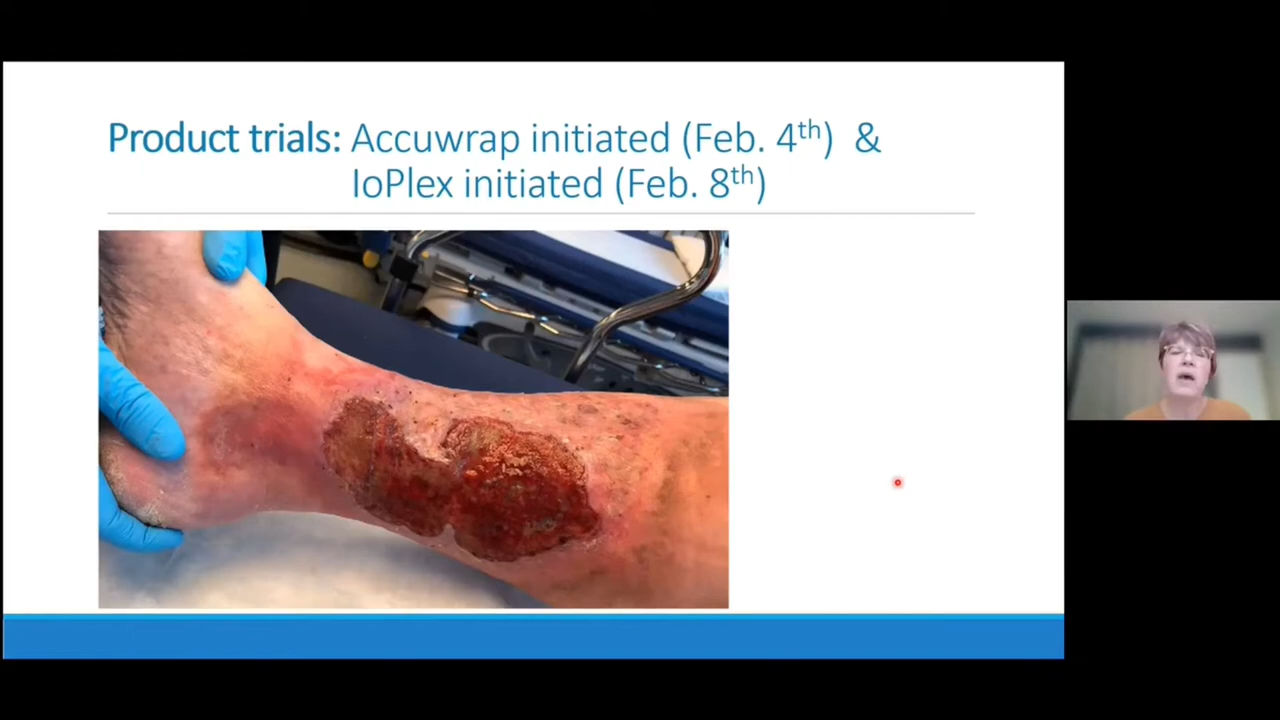 Product trials: Accuwrap initiated (Feb. 4th) &
IoPlex initiated (Feb. 8th)